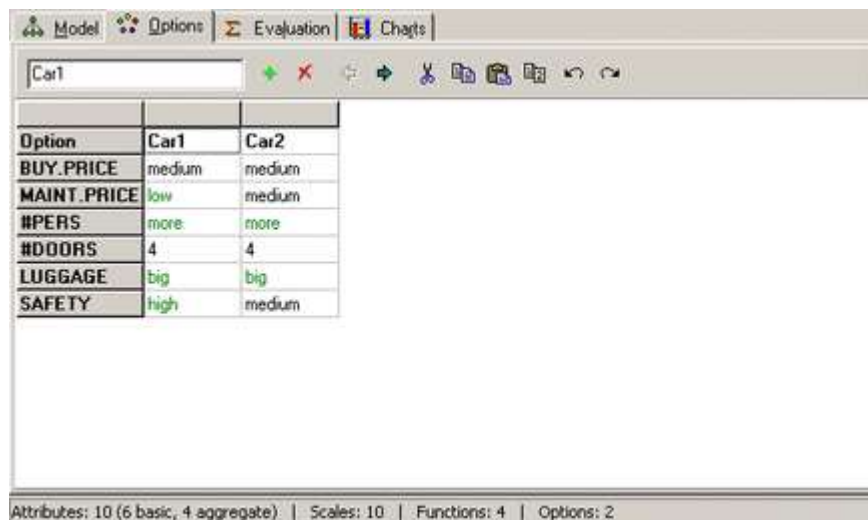 Model Options Evaluation Charts
Car1
Option Car1 Car2
BUY.PRICE medium medium
MAINT.PRICE low medium
#PERS more more
#DOORS 4 4
LUGGAGE big big
SAFETY high medium
Attributes: 10 (6 basic, 4 aggregate) | Scales: 10 | Functions: 4 | Options: 2